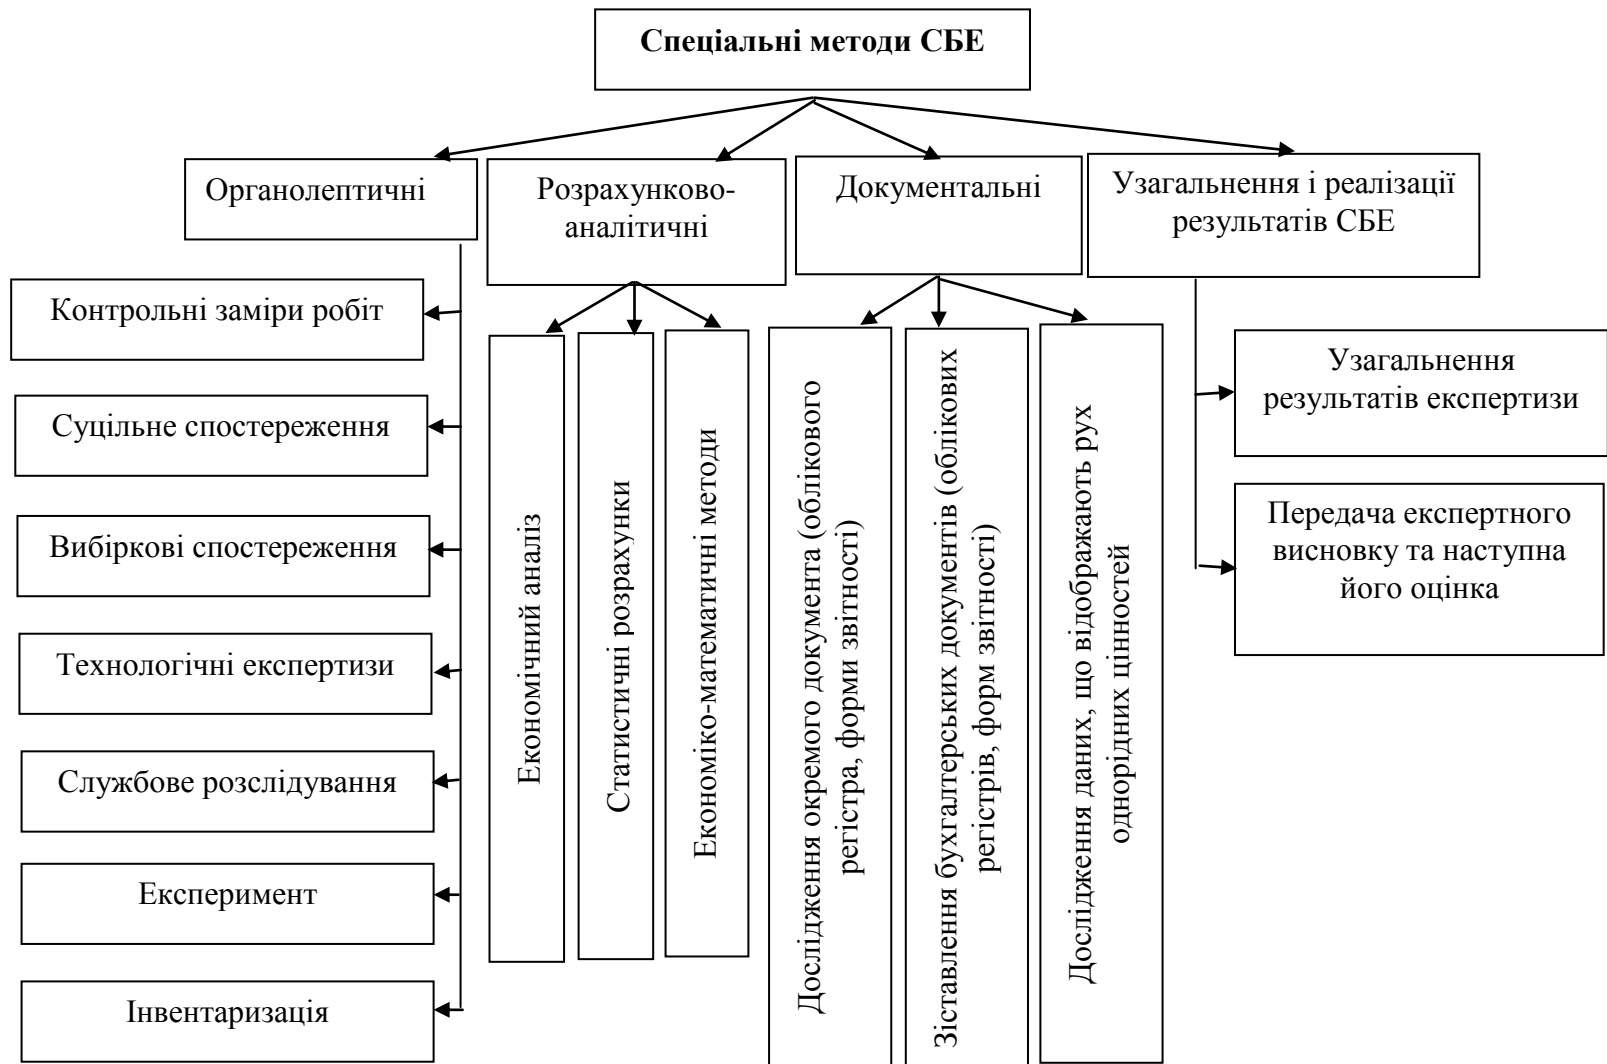 Спеціальні методи СБЕ
Органолептичні
Розрахунково-
аналітичні
Документальні
Узагальнення і реалізації
результатів СБЕ
Контрольні заміри робіт
Суцільне спостереження
Вибіркові спостереження
Технологічні експертизи
Службове розслідування
Експеримент
Інвентаризація
Економічний аналіз
Статистичні розрахунки
Економіко-математичні методи
Дослідження окремого документа (облікового
регістра, форми звітності)
Зіставлення бухгалтерських документів (облікових
регістрів, форм звітності)
Дослідження даних, що відображають рух
однорідних цінностей
Узагальнення
результатів експертизи
Передача експертного
висновку та наступна
його оцінка